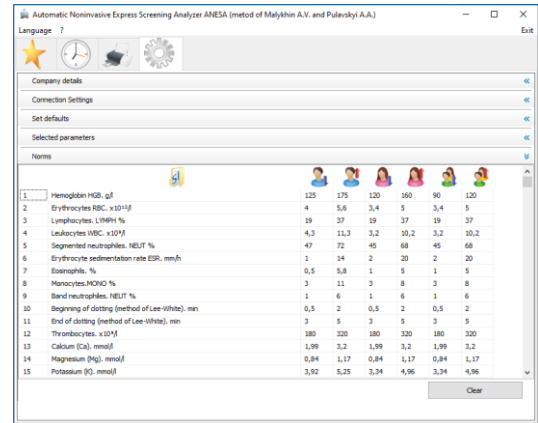 Automatic Noninvasive Express Screening Analyzer ANESA (metod of Malykhin A.V. and Pulavskyi A.A.)
Language ? Exit
Company details
Connection Settings
Set defaults
Selected parameters
Norms
1 Hemoglobin HGB. g/l 125 175 120 160 90 120
2 Erythrocytes RBC. x10¹²/l 4 5,6 3,4 5 3,4 5
3 Lymphocytes. LYMPH % 19 37 19 37 19 37
4 Leukocytes WBC. x10⁹/l 4,3 11,3 3,2 10,2 3,2 10,2
5 Segmented neutrophiles. NEUT % 47 72 45 68 45 68
6 Erythrocyte sedimentation rate ESR. mm/h 1 14 2 20 2 20
7 Eosinophils. % 0,5 5,8 1 5 1 5
8 Monocytes.MONO % 3 11 3 8 3 8
9 Band neutrophiles. NEUT % 1 6 1 6 1 6
10 Beginning of clotting (method of Lee-White). min 0,5 2 0,5 2 0,5 2
11 End of clotting (method of Lee-White). min 3 5 3 5 3 5
12 Thrombocytes. x10⁹/l 180 320 180 320 180 320
13 Calcium (Ca). mmol/l 1,99 3,2 1,99 3,2 1,99 3,2
14 Magnesium (Mg). mmol/l 0,84 1,17 0,84 1,17 0,84 1,17
15 Potassium (K). mmol/l 3,92 5,25 3,34 4,96 3,34 4,96
Clear